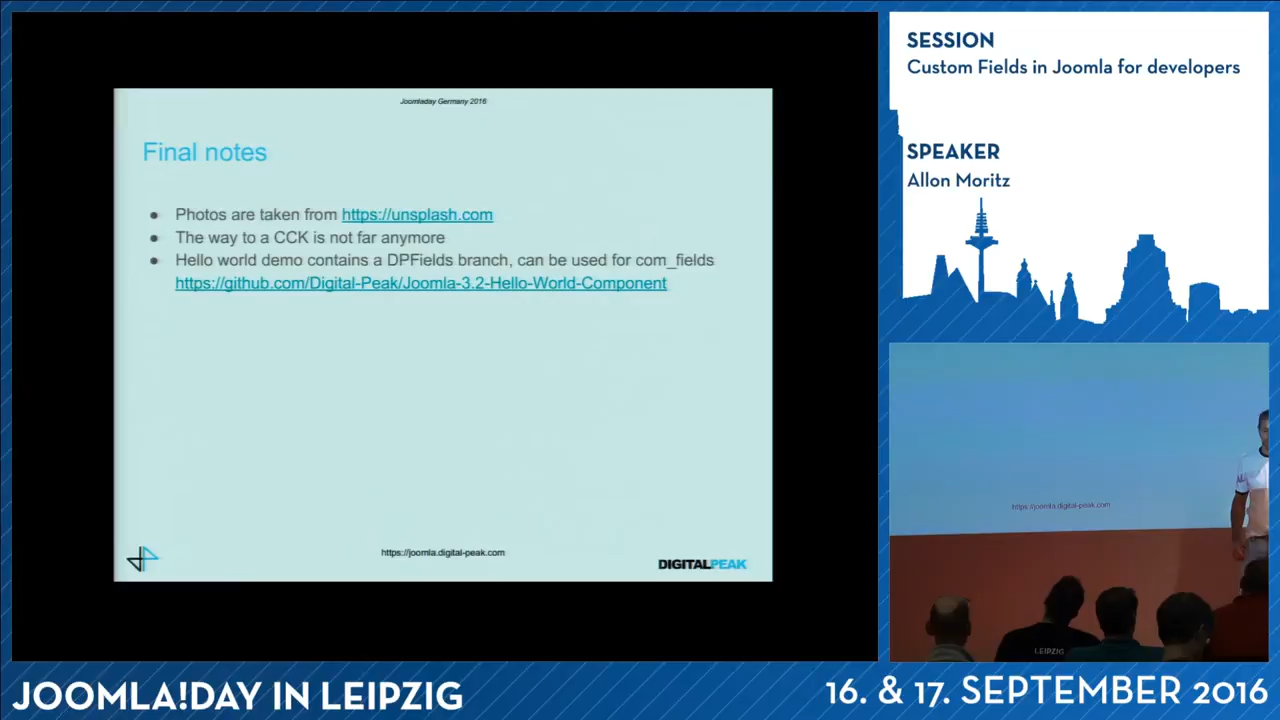 Joomladay Germany 2016
Final notes
● Photos are taken from https://unsplash.com
● The way to a CCK is not far anymore
● Hello world demo contains a DPFields branch, can be used for com_fields
https://github.com/Digital-Peak/Joomla-3.2-Hello-World-Component
https://joomla.digital-peak.com
DIGITALPEAK
SESSION
Custom Fields in Joomla for developers
SPEAKER
Allon Moritz
https://joomla.digital-peak.com
LEIPZIG
JOOMLA!DAY IN LEIPZIG
16. & 17. SEPTEMBER 2016